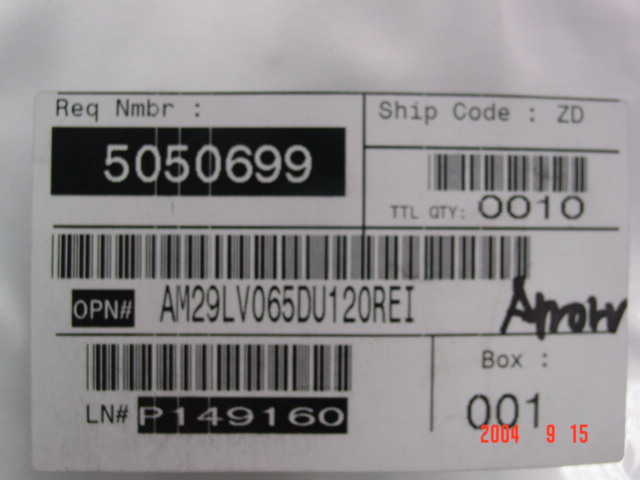 Req Nmbr :
5050699
Ship Code : ZD
TTL QTY: 0010
OPN# AM29LV065DU120REI
Arrow
LN# P149160
Box :
001
2004 9 15